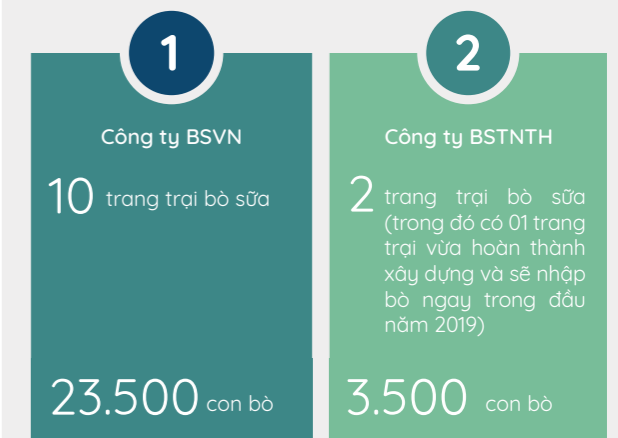 1
Công ty BSVN
10 trang trại bò sữa
23.500 con bò
2
Công ty BSTNTH
2 trang trại bò sữa
(trong đó có 01 trang
trại vừa hoàn thành
xây dựng và sẽ nhập
bò ngay trong đầu
năm 2019)
3.500 con bò